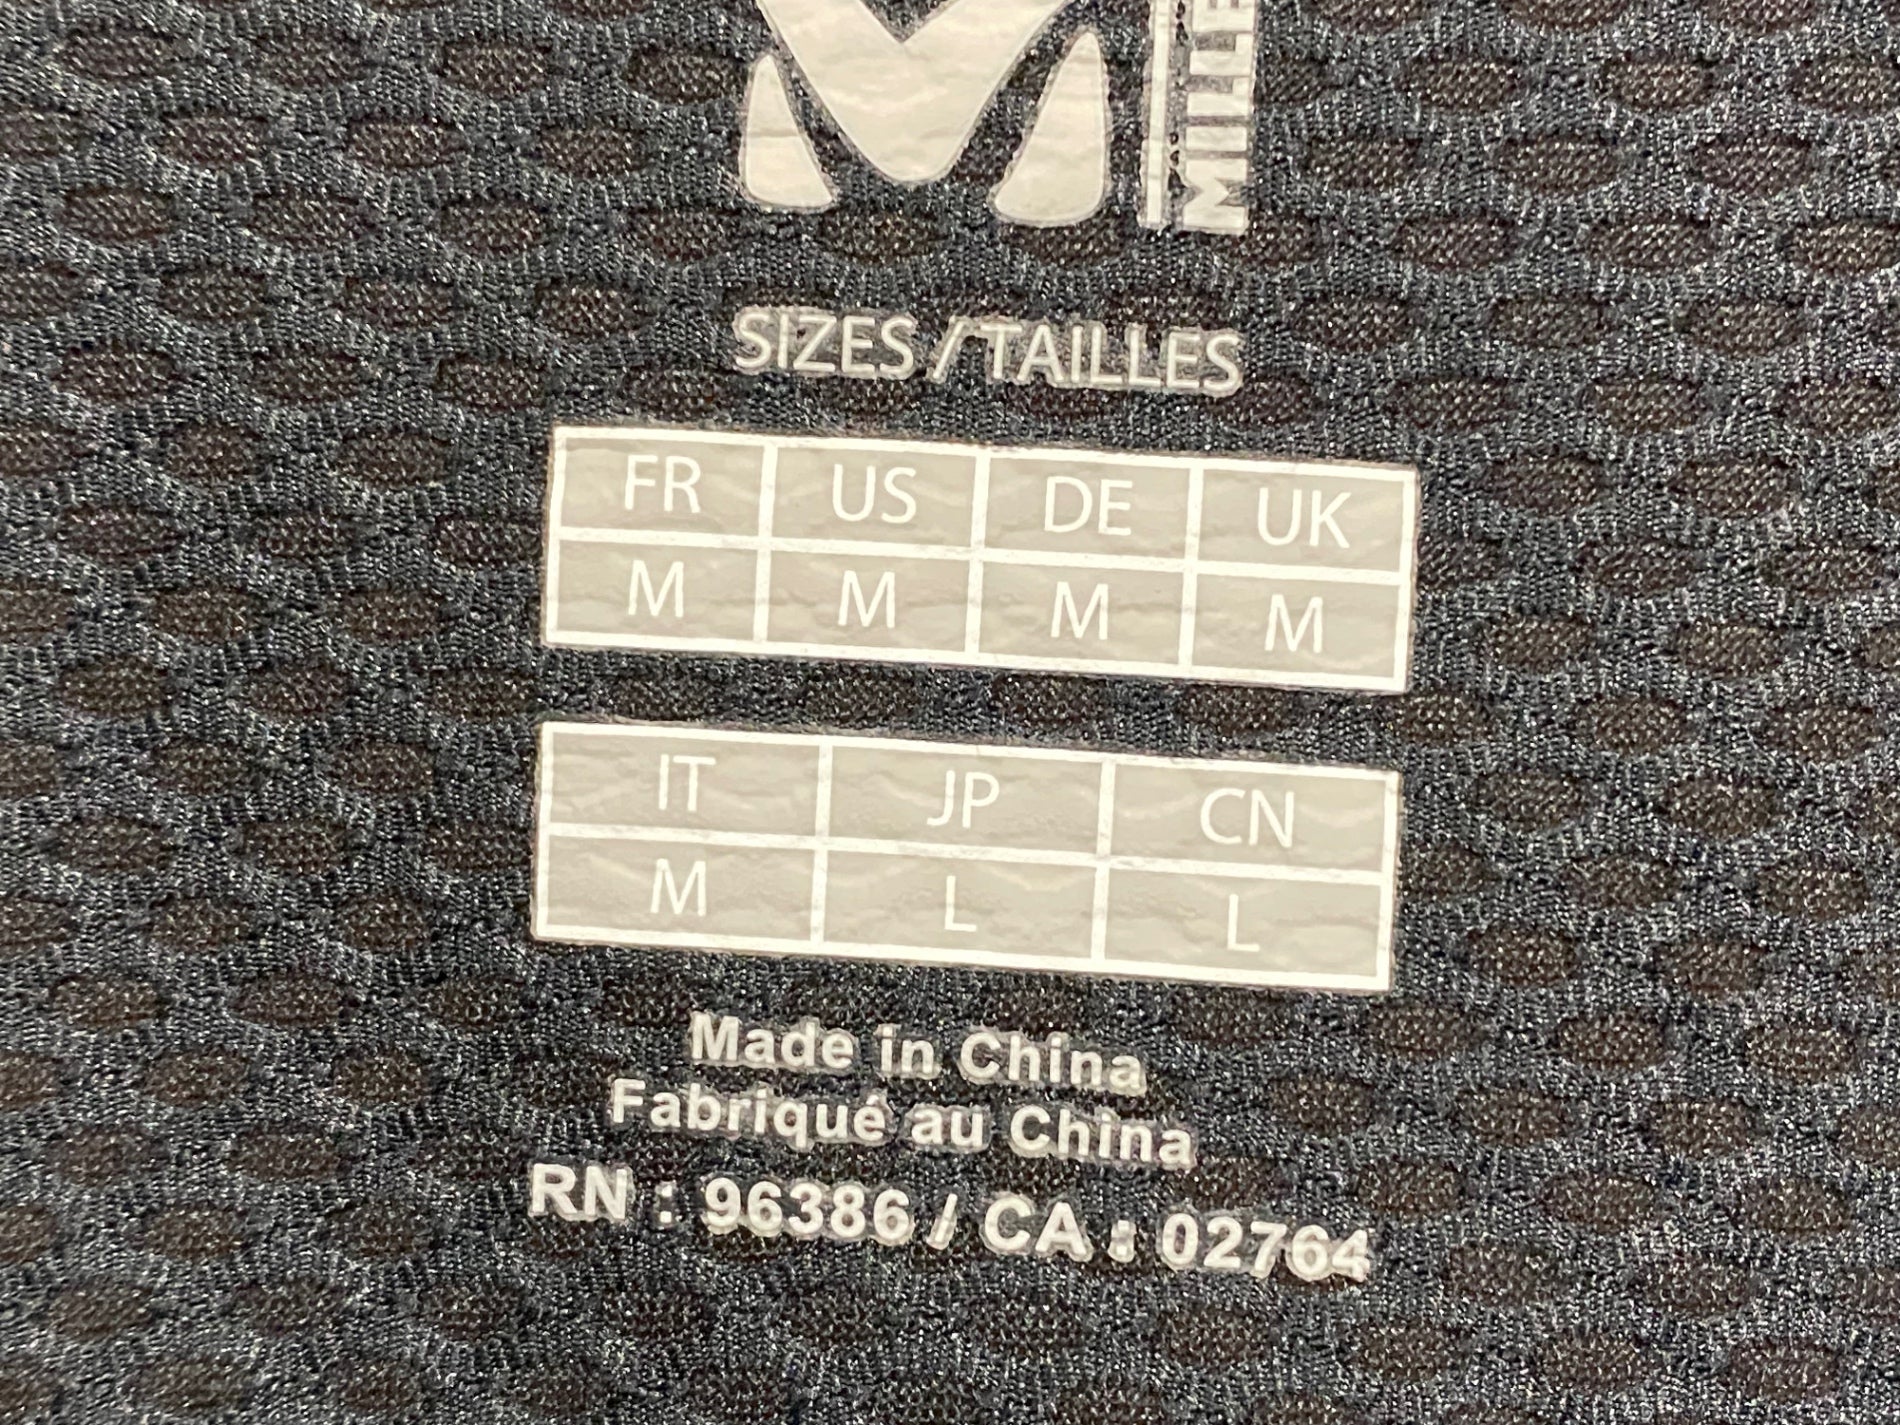 SIZES / TAILLES
FR US DE UK
M M M M
IT JP CN
M L L
Made in China
Fabriqué au China
RN : 96386 / CA : 02764